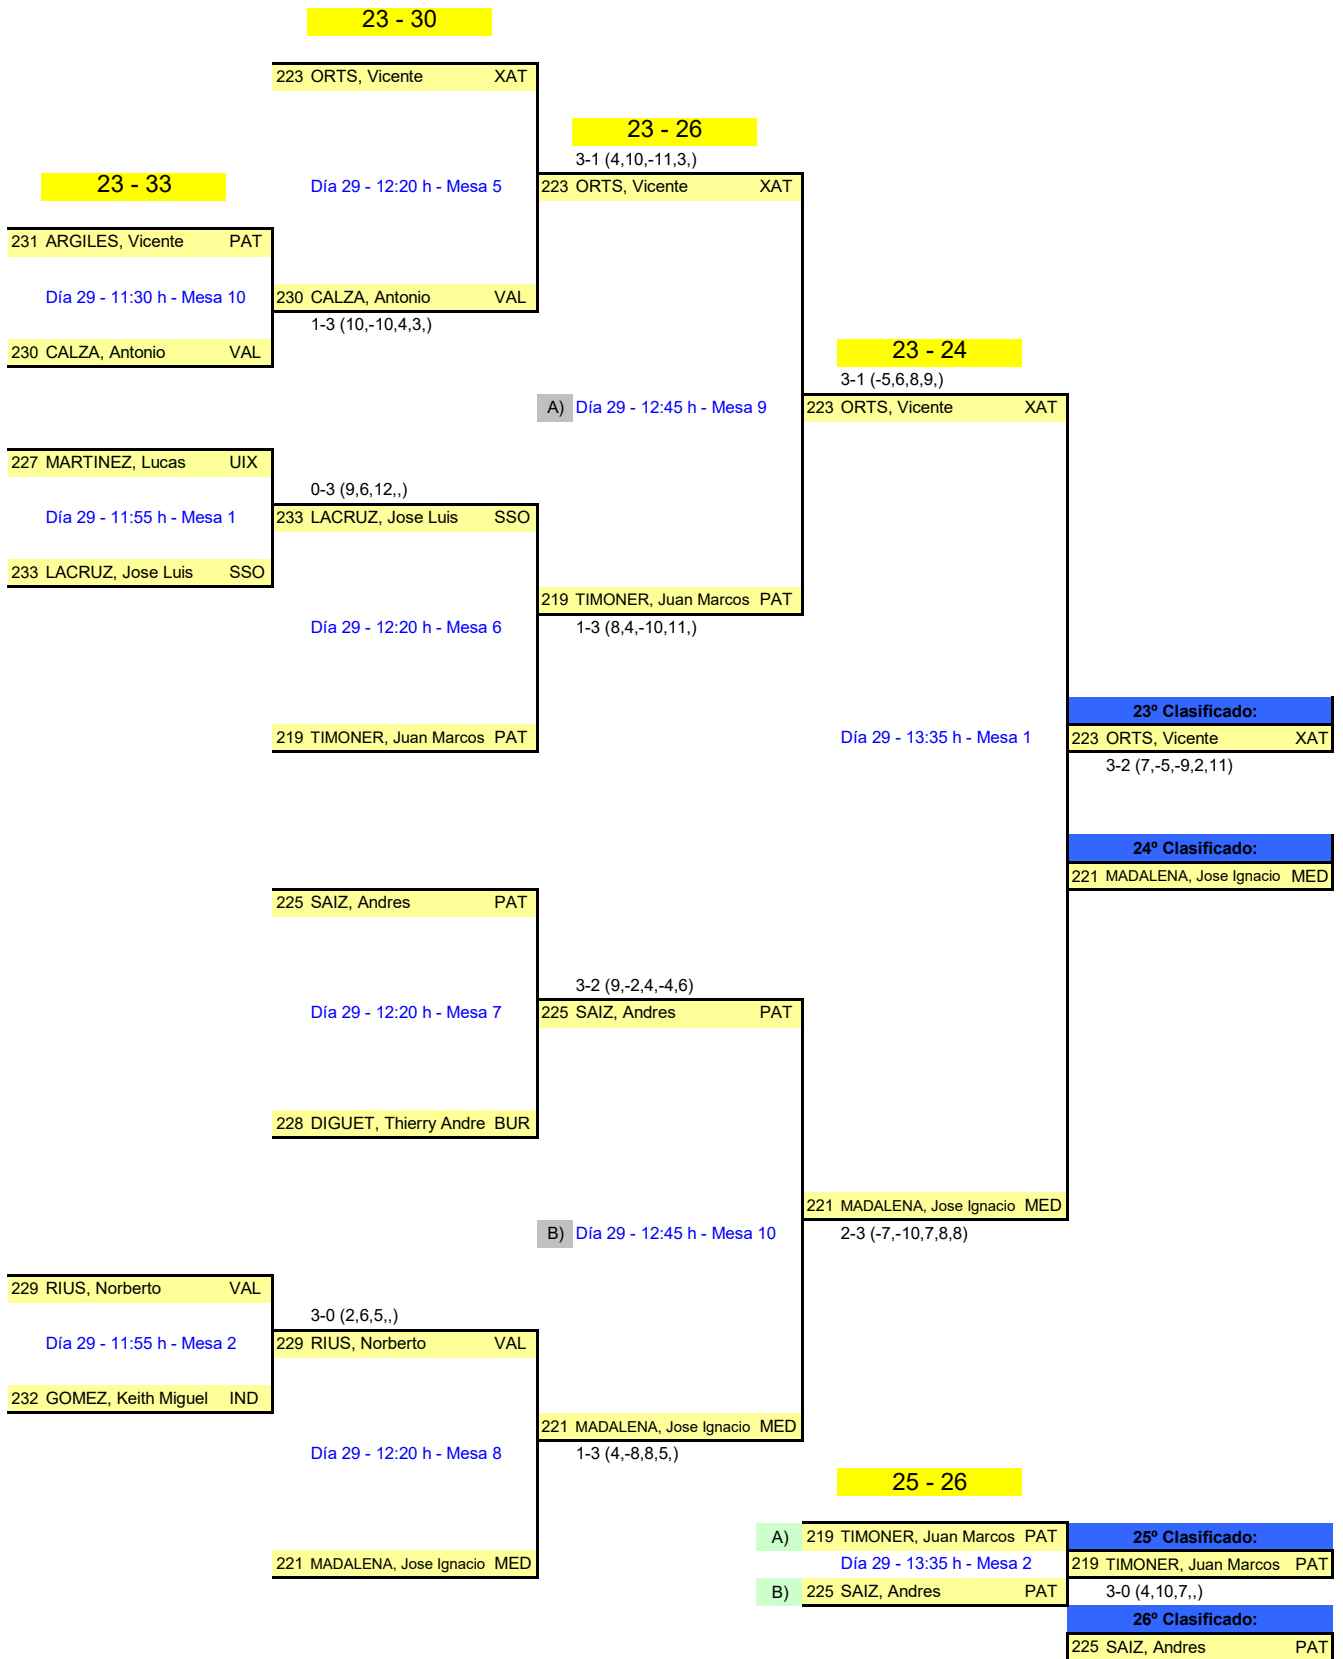 23 - 30
223 ORTS, Vicente XAT
23 - 26
3-1 (4,10,-11,3,)
23 - 33
Día 29 - 12:20 h - Mesa 5
223 ORTS, Vicente XAT
231 ARGILES, Vicente PAT
Día 29 - 11:30 h - Mesa 10
230 CALZA, Antonio VAL
1-3 (10,-10,4,3,)
230 CALZA, Antonio VAL
23 - 24
3-1 (-5,6,8,9,)
A) Día 29 - 12:45 h - Mesa 9
223 ORTS, Vicente XAT
227 MARTINEZ, Lucas UIX
0-3 (9,6,12,,)
Día 29 - 11:55 h - Mesa 1
233 LACRUZ, Jose Luis SSO
233 LACRUZ, Jose Luis SSO
219 TIMONER, Juan Marcos PAT
Día 29 - 12:20 h - Mesa 6
1-3 (8,4,-10,11,)
23º Clasificado:
219 TIMONER, Juan Marcos PAT
Día 29 - 13:35 h - Mesa 1
223 ORTS, Vicente XAT
3-2 (7,-5,-9,2,11)
24º Clasificado:
221 MADALENA, Jose Ignacio MED
225 SAIZ, Andres PAT
3-2 (9,-2,4,-4,6)
Día 29 - 12:20 h - Mesa 7
225 SAIZ, Andres PAT
228 DIGUET, Thierry Andre BUR
221 MADALENA, Jose Ignacio MED
B) Día 29 - 12:45 h - Mesa 10
2-3 (-7,-10,7,8,8)
229 RIUS, Norberto VAL
3-0 (2,6,5,,)
Día 29 - 11:55 h - Mesa 2
229 RIUS, Norberto VAL
232 GOMEZ, Keith Miguel IND
221 MADALENA, Jose Ignacio MED
Día 29 - 12:20 h - Mesa 8
1-3 (4,-8,8,5,)
25 - 26
A) 219 TIMONER, Juan Marcos PAT
25º Clasificado:
221 MADALENA, Jose Ignacio MED
Día 29 - 13:35 h - Mesa 2
219 TIMONER, Juan Marcos PAT
B) 225 SAIZ, Andres PAT
3-0 (4,10,7,,)
26º Clasificado:
225 SAIZ, Andres PAT